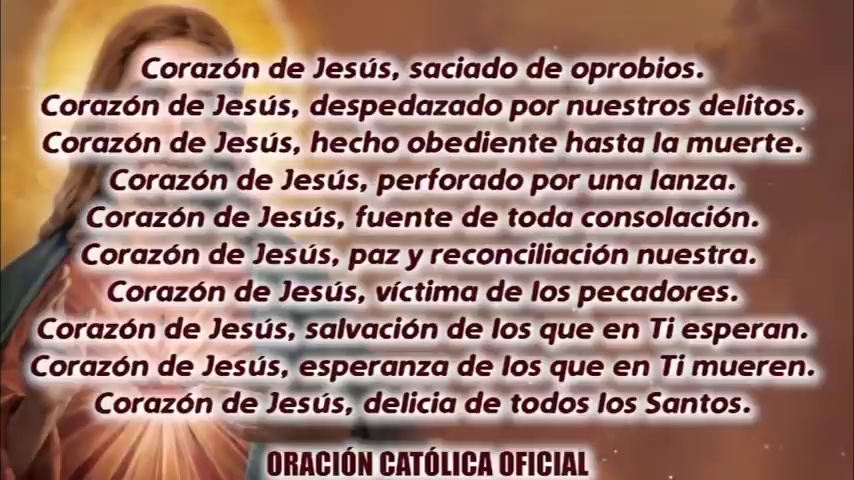 Corazón de Jesús, saciado de oprobios.
Corazón de Jesús, despedazado por nuestros delitos.
Corazón de Jesús, hecho obediente hasta la muerte.
Corazón de Jesús, perforado por una lanza.
Corazón de Jesús, fuente de toda consolación.
Corazón de Jesús, paz y reconciliación nuestra.
Corazón de Jesús, víctima de los pecadores.
Corazón de Jesús, salvación de los que en Ti esperan.
Corazón de Jesús, esperanza de los que en Ti mueren.
Corazón de Jesús, delicia de todos los Santos.
ORACIÓN CATÓLICA OFICIAL